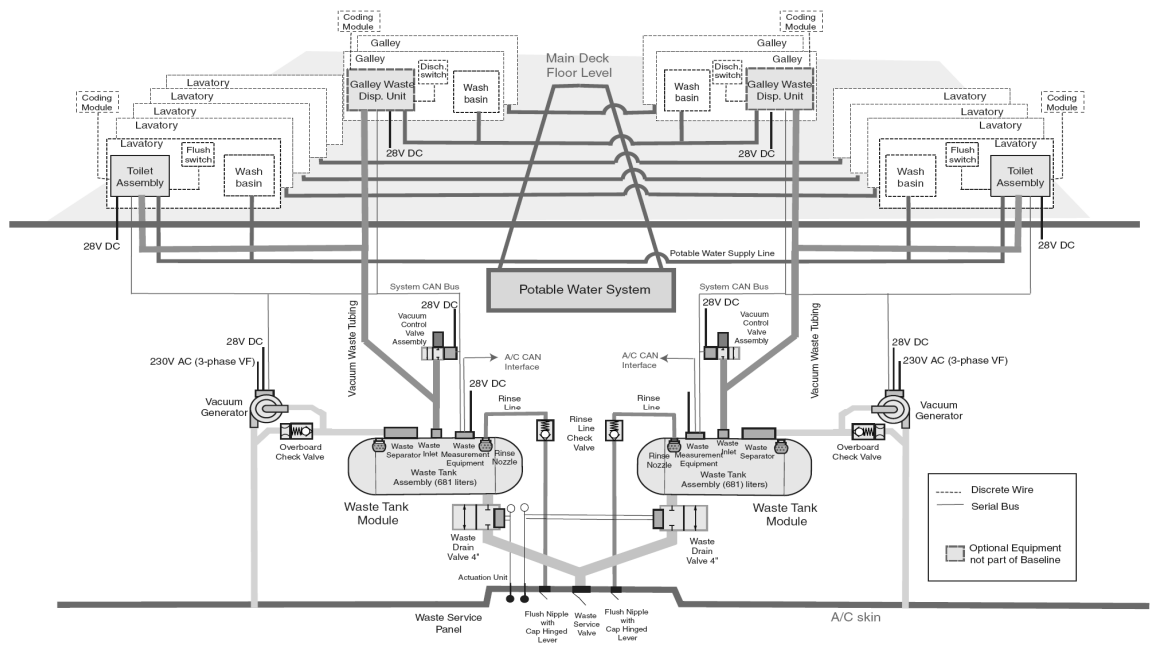 Coding
Module
Coding
Module
Galley
Galley
Main Deck
Floor Level
Galley
Galley
Disch.
switch
Galley Waste
Disp. Unit
Wash
basin
Wash
basin
Disch.
switch
Galley Waste
Disp. Unit
28V DC
28V DC
Coding
Module
Lavatory
Lavatory
Lavatory
Lavatory
Lavatory
Flush
switch
Toilet
Assembly
Wash
basin
28V DC
Lavatory
Lavatory
Lavatory
Lavatory
Lavatory
Coding
Module
Wash
basin
Flush
switch
Toilet
Assembly
28V DC
Potable Water Supply Line
Potable Water System
System CAN Bus
28V DC
Vacuum
Control
Valve
Assembly
Vacuum Waste Tubing
A/C CAN
Interface
28V DC
System CAN Bus
28V DC
Vacuum
Control
Valve
Assembly
Vacuum Waste Tubing
A/C CAN
Interface
28V DC
230V AC (3-phase VF)
Vacuum
Generator
Overboard
Check Valve
28V DC
230V AC (3-phase VF)
Vacuum
Generator
Overboard
Check Valve
Rinse
Line
Rinse
Line
Check
Valve
Rinse
Line
Waste
Separator
Waste
Inlet
Waste
Measurement
Equipment
Rinse
Nozzle
Waste Tank
Assembly (681 liters)
Waste Tank
Module
Rinse
Nozzle
Waste
Measurement
Equipment
Waste
Inlet
Waste
Separator
Waste Tank
Assembly (681) liters)
Waste Tank
Module
Waste
Drain
Valve 4"
Waste
Drain
Valve 4"
Actuation Unit
Waste Service
Panel
Flush Nipple
with
Cap Hinged
Lever
Waste
Service
Valve
Flush Nipple
with
Cap Hinged
Lever
A/C skin
Discrete Wire
Serial Bus
Optional Equipment
not part of Baseline